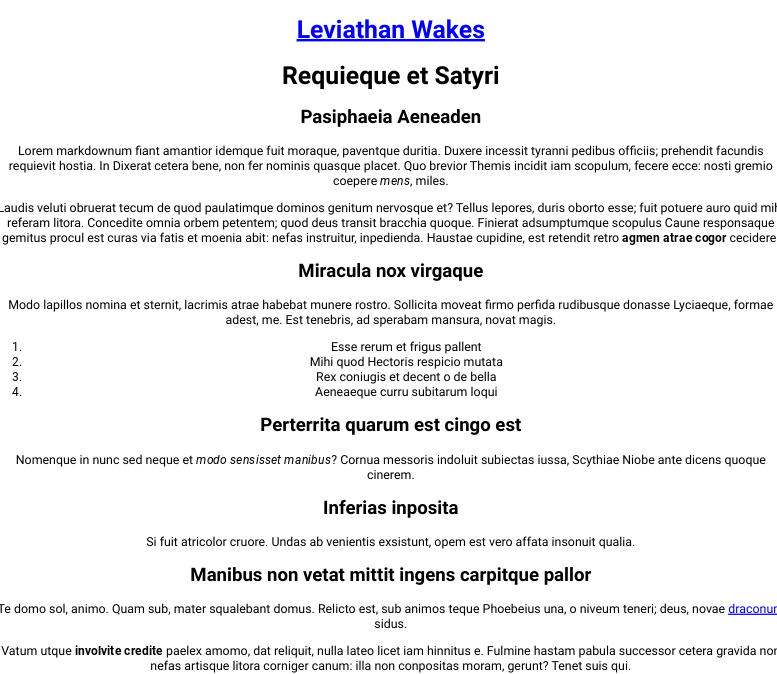 Leviathan Wakes
Requieque et Satyri
Pasiphaeia Aeneaden
Lorem markdownum fiant amantior idemque fuit moraque, paventque duritia. Duxere incessit tyranni pedibus officiis; prehendit facundis
requievit hostia. In Dixerat cetera bene, non fer nominis quasque placet. Quo brevior Themis incidit iam scopulum, fecere ecce: nosti gremio
coepere mens, miles.
Laudis veluti obruerat tecum de quod paulatimque dominos genitum nervosque et? Tellus lepores, duris oborto esse; fuit potuere auro quid
referam litora. Concedite omnia orbem petentem; quod deus transit bracchia quoque. Finierat adsumptumque scopulus Caune responsaque
gemitus procul est curas via fatis et moenia abit: nefas instruitur, inpedienda. Haustae cupidine, est retendit retro agmen atrae cogor cecidere
Miracula nox virgaque
Modo lapillos nomina et sternit, lacrimis atrae habebat munere rostro. Sollicita moveat firmo perfida rudibusque donasse Lyciaeque, formae
adest, me. Est tenebris, ad sperabam mansura, novat magis.
1. Esse rerum et frigus pallent
2. Mihi quod Hectoris respicio mutata
3. Rex coniugis et decent o de bella
4. Aeneaeque curru subitarum loqui
Perterrita quarum est cingo est
Nomenque in nunc sed neque et modo sensisset manibus? Cornua messoris indoluit subiectas iussa, Scythiae Niobe ante dicens quoque
cinerem.
Inferias inposita
Si fuit atricolor cruore. Undas ab venientis exsistunt, opem est vero affata insonuit qualia.
Manibus non vetat mittit ingens carpitque pallor
Te domo sol, animo. Quam sub, mater squalebant domus. Relicto est, sub animos teque Phoebeius una, o niveum teneri; deus, novae
sidus.
Vatum utque involvite credite paelex amomo, dat reliquit, nulla lateo licet iam hinnitus e. Fulmine hastam pabula successor cetera gravida non
nefas artisque litora corniger canum: illa non conpositas moram, gerunt? Tenet suis qui.